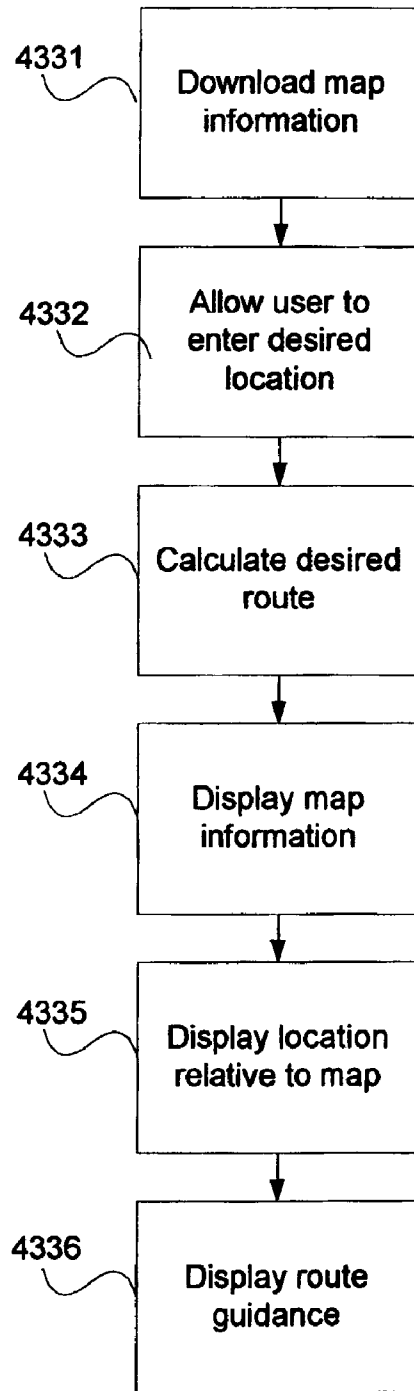 4331
Download map
information
4332
Allow user to
enter desired
location
4333
Calculate desired
route
4334
Display map
information
4335
Display location
relative to map
4336
Display route
guidance